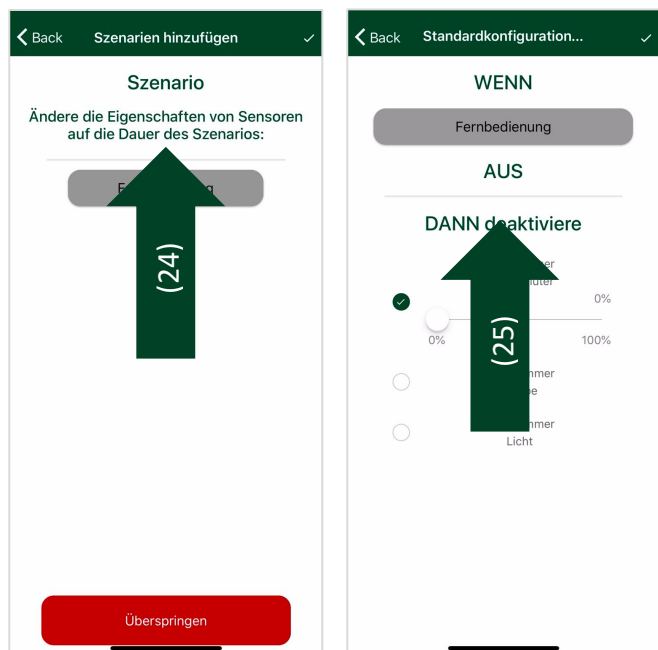 Back Szenarien hinzufügen
Szenario
Ändere die Eigenschaften von Sensoren
auf die Dauer des Szenarios:
(24)
Überspringen
Back Standardkonfiguration...
WENN
Fernbedienung
AUS
DANN deaktiviere
0%
0% 100%
(25)
Licht